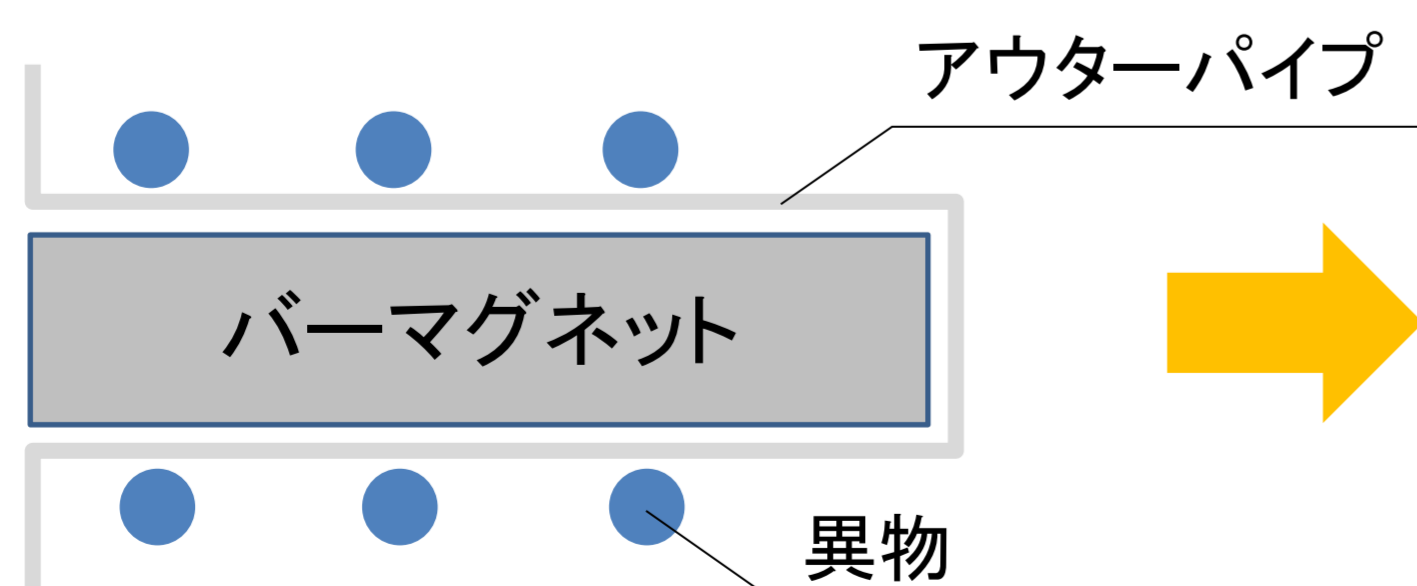 アウターパイプ
バーマグネット
異物